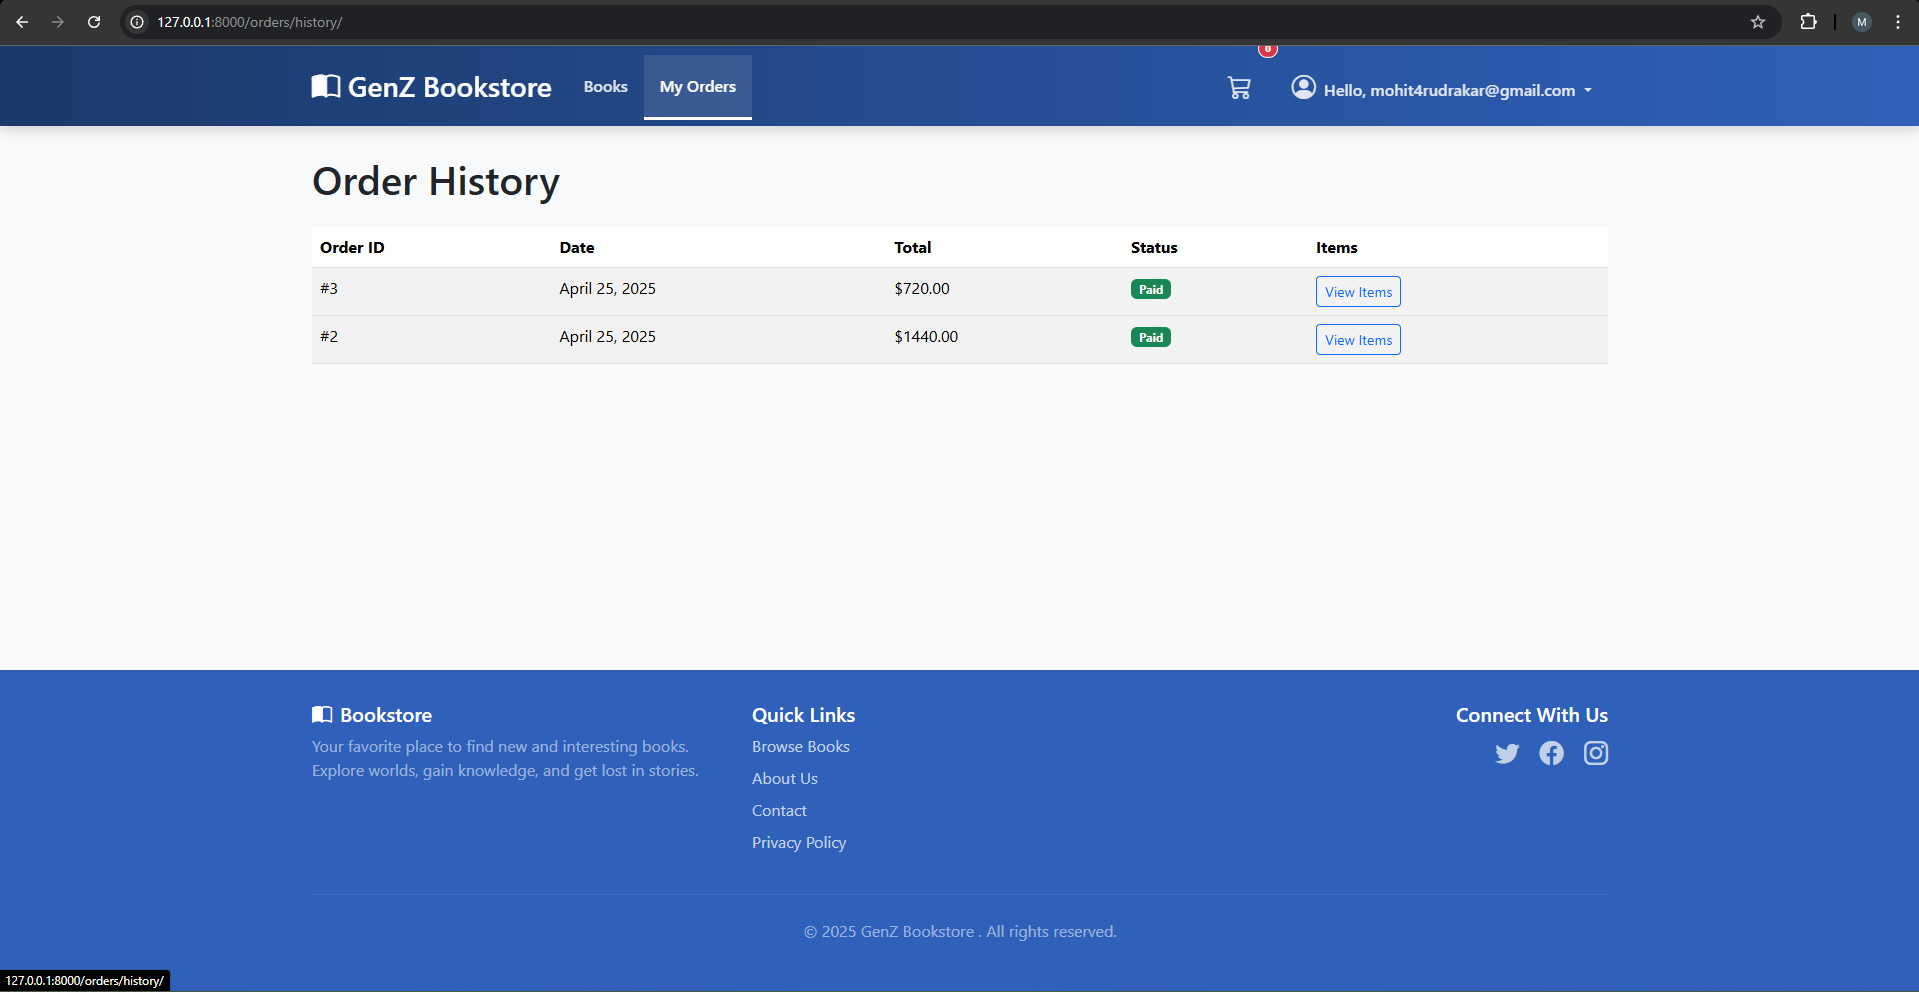 127.0.0.1:8000/orders/history/
M
GenZ Bookstore
Books
My Orders
0
Hello, mohit4rudrakar@gmail.com
Order History
Order ID Date Total Status Items
#3 April 25, 2025 $720.00 Paid View Items
#2 April 25, 2025 $1440.00 Paid View Items
Bookstore
Your favorite place to find new and interesting books.
Explore worlds, gain knowledge, and get lost in stories.
Quick Links
Browse Books
About Us
Contact
Privacy Policy
Connect With Us
© 2025 GenZ Bookstore . All rights reserved.
127.0.0.1:8000/orders/history/